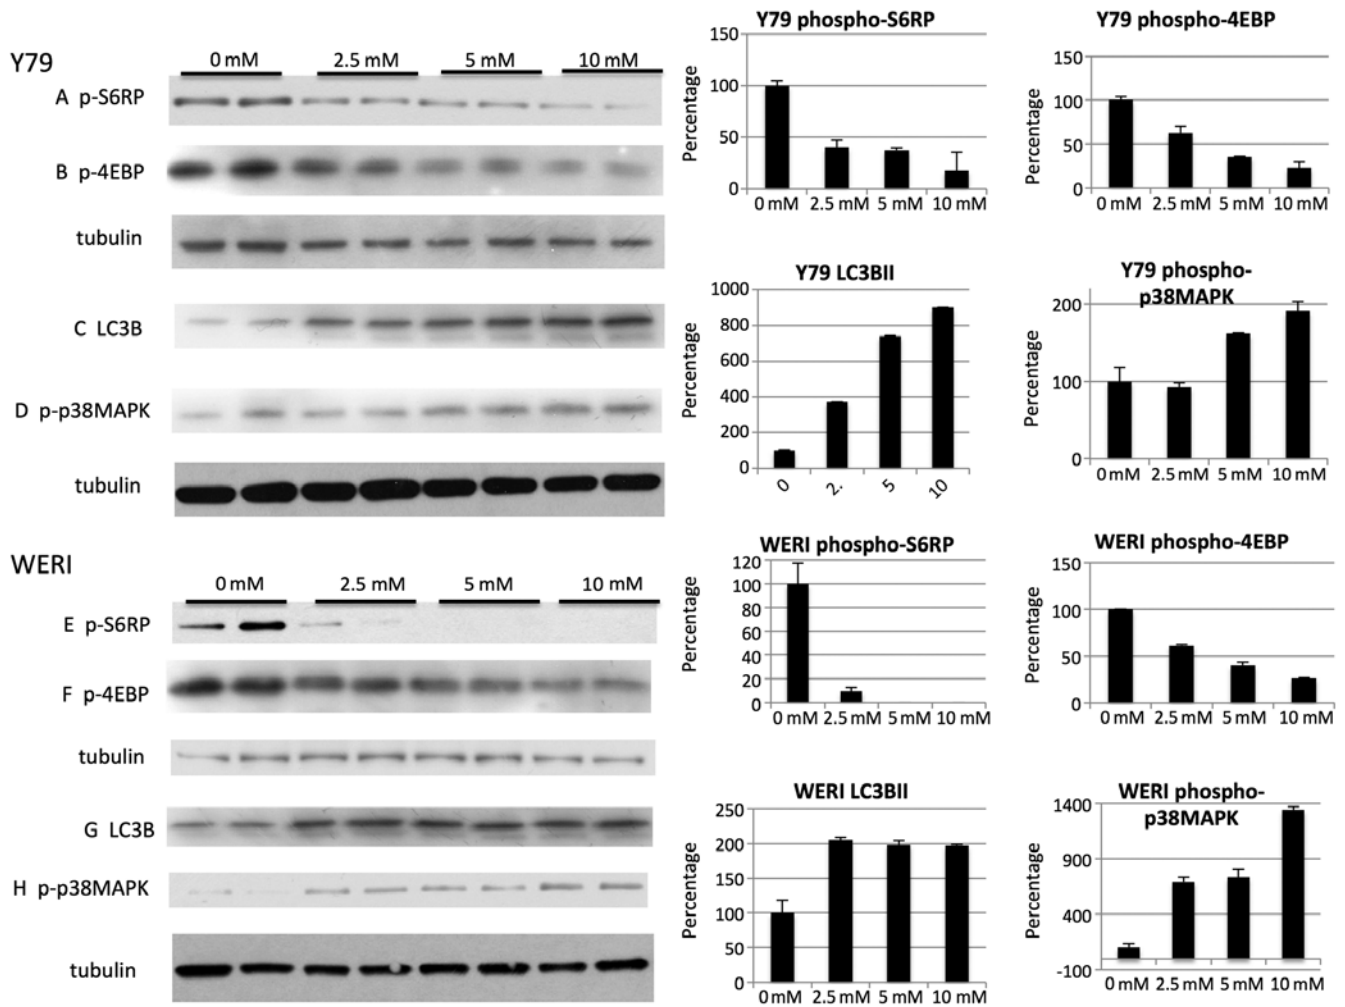 Y79
0 mM 2.5 mM 5 mM 10 mM
A p-S6RP
B p-4EBP
tubulin
C LC3B
D p-p38MAPK
tubulin
WERI
0 mM 2.5 mM 5 mM 10 mM
E p-S6RP
F p-4EBP
tubulin
G LC3B
H p-p38MAPK
tubulin
Y79 phospho-S6RP
Percentage
150
100
50
0
0 mM 2.5 mM 5 mM 10 mM
Y79 phospho-4EBP
Percentage
150
100
50
0
0 mM 2.5 mM 5 mM 10 mM
Y79 LC3BII
Percentage
1000
800
600
400
200
0
0 2. 5 10
Y79 phospho-
p38MAPK
Percentage
200
100
0
0 mM 2.5 mM 5 mM 10 mM
WERI phospho-S6RP
Percentage
120
100
80
60
40
20
0
0 mM 2.5 mM 5 mM 10 mM
WERI phospho-4EBP
Percentage
150
100
50
0
0 mM 2.5 mM 5 mM 10 mM
WERI LC3BII
Percentage
250
200
150
100
50
0
0 mM 2.5 mM 5 mM 10 mM
WERI phospho-
p38MAPK
Percentage
1400
900
400
-100
0 mM 2.5 mM 5 mM 10 mM